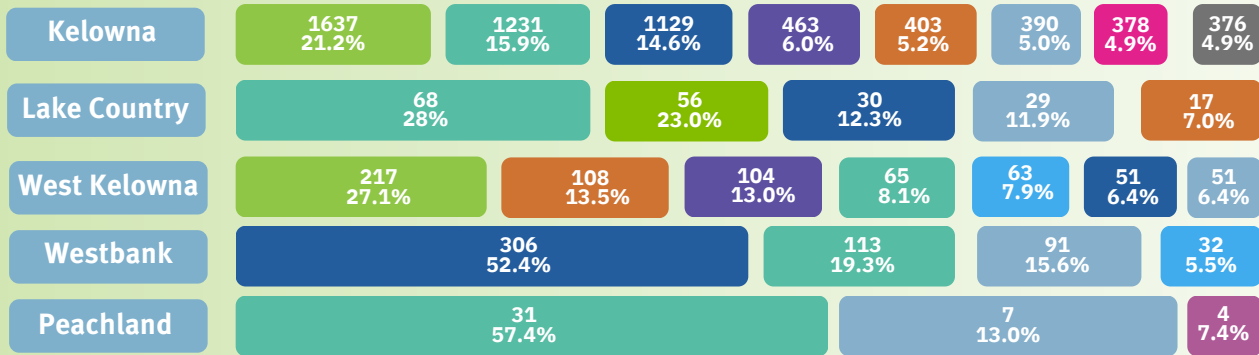 Kelowna
1637 1231 1129 463 403 390 378 376
21.2% 15.9% 14.6% 6.0% 5.2% 5.0% 4.9% 4.9%
Lake Country
68 56 30 29 17
28% 23.0% 12.3% 11.9% 7.0%
West Kelowna
217 108 104 65 63 51 51
27.1% 13.5% 13.0% 8.1% 7.9% 6.4% 6.4%
Westbank
306 113 91 32
52.4% 19.3% 15.6% 5.5%
Peachland
31 7 4
57.4% 13.0% 7.4%